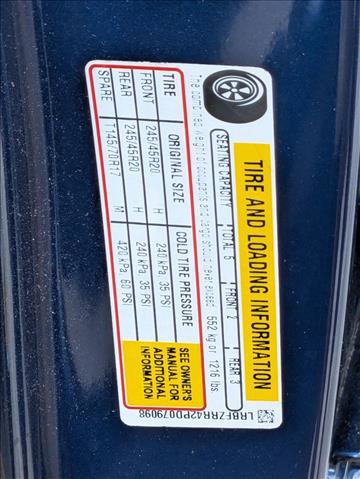 TIRE AND LOADING INFORMATION
SEATING CAPACITY TOTAL 5 FRONT 2 REAR 3
The combined weight of occupants and cargo should never exceed 552 kg or 1216 lbs.
TIRE ORIGINAL SIZE COLD TIRE PRESSURE
FRONT 245/45R20 H 240 kPa, 35 PSI
REAR 245/45R20 H 240 kPa, 35 PSI
SPARE T145/70R17 M 420 kPa, 60 PSI
SEE OWNER'S
MANUAL FOR
ADDITIONAL
INFORMATION
LRBFZRR42PD079098